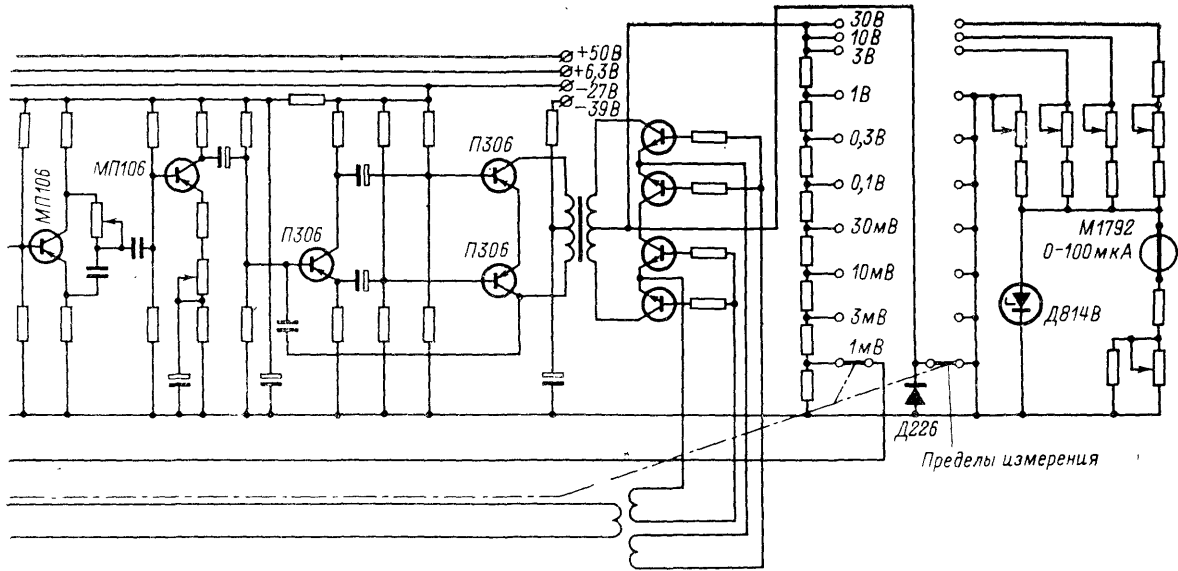 +50В
+6,3В
-27В
-39В
30В
10В
3В
1В
0,3В
0,1В
30мВ
10мВ
3мВ
1мВ
МП106
МП106
П306
П306
П306
М1792
0-100мкА
Д814В
Д226
Пределы измерения